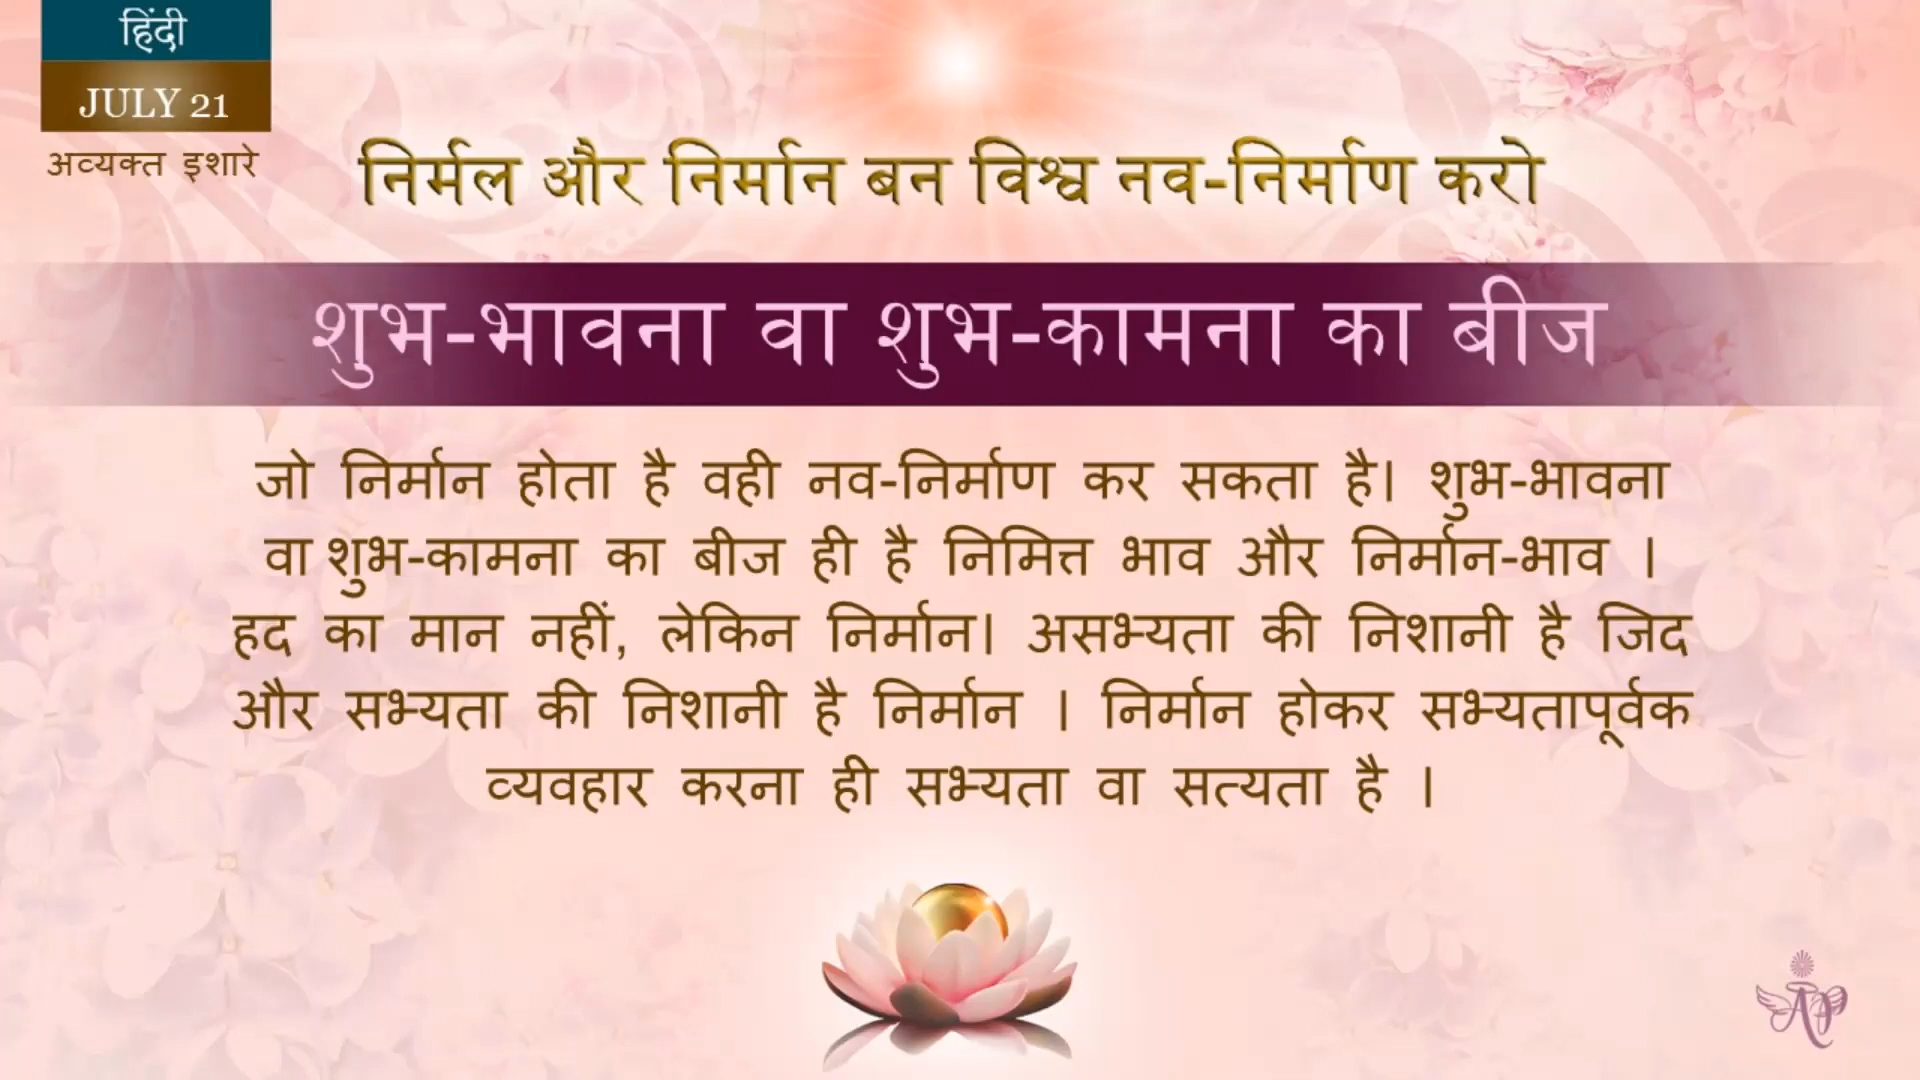 हिंदी
JULY 21
अव्यक्त इशारे
निर्मल और निर्मान बन विश्व नव-निर्माण करो
शुभ-भावना वा शुभ-कामना का बीज
जो निर्मान होता है वही नव-निर्माण कर सकता है। शुभ-भावना
वा शुभ-कामना का बीज ही है निमित्त भाव और निर्मान-भाव ।
हद का मान नहीं, लेकिन निर्मान। असभ्यता की निशानी है जिद
और सभ्यता की निशानी है निर्मान । निर्मान होकर सभ्यतापूर्वक
व्यवहार करना ही सभ्यता वा सत्यता है ।